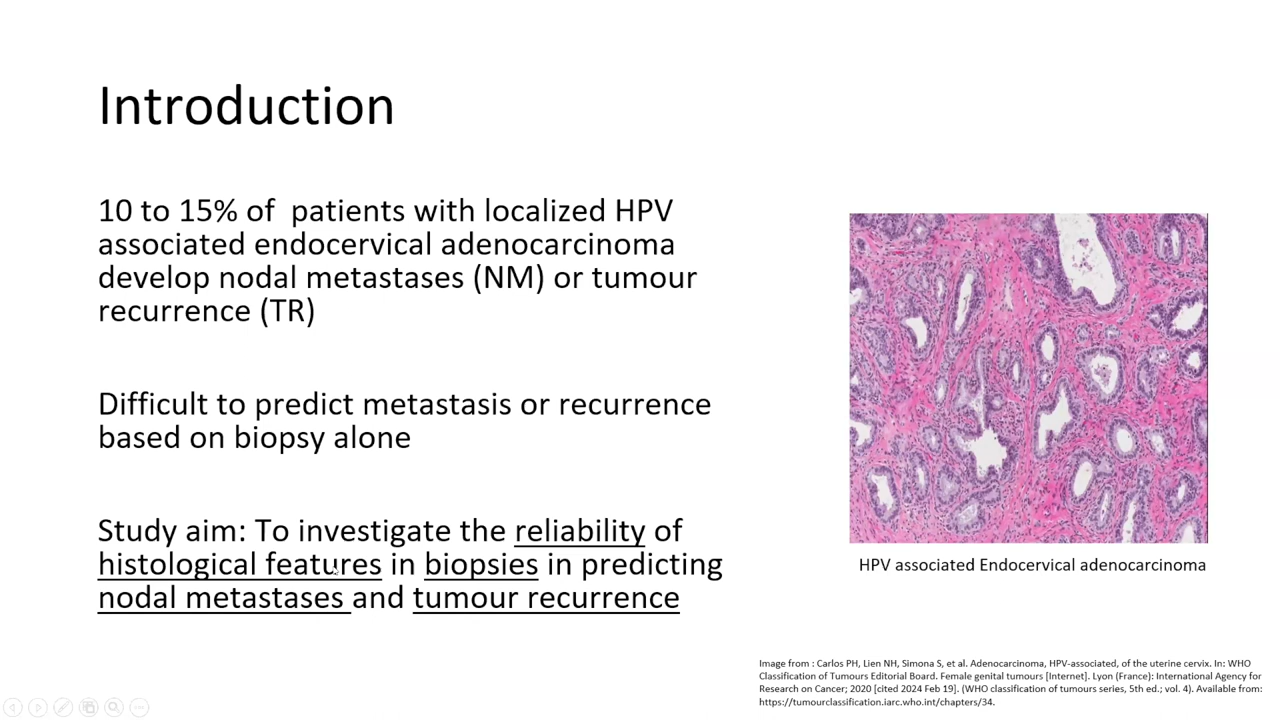 Introduction
10 to 15% of  patients with localized HPV
associated endocervical adenocarcinoma
develop nodal metastases (NM) or tumour
recurrence (TR)
Difficult to predict metastasis or recurrence
based on biopsy alone
Study aim: To investigate the reliability of
histological features in biopsies in predicting
nodal metastases and tumour recurrence
HPV associated Endocervical adenocarcinoma
Image from : Carlos PH, Lien NH, Simona S, et al. Adenocarcinoma, HPV-associated, of the uterine cervix. In: WHO
Classification of Tumours Editorial Board. Female genital tumours [Internet]. Lyon (France): International Agency for
Research on Cancer; 2020 [cited 2024 Feb 19]. (WHO classification of tumours series, 5th ed.; vol. 4). Available from:
https://tumourclassification.iarc.who.int/chapters/34.